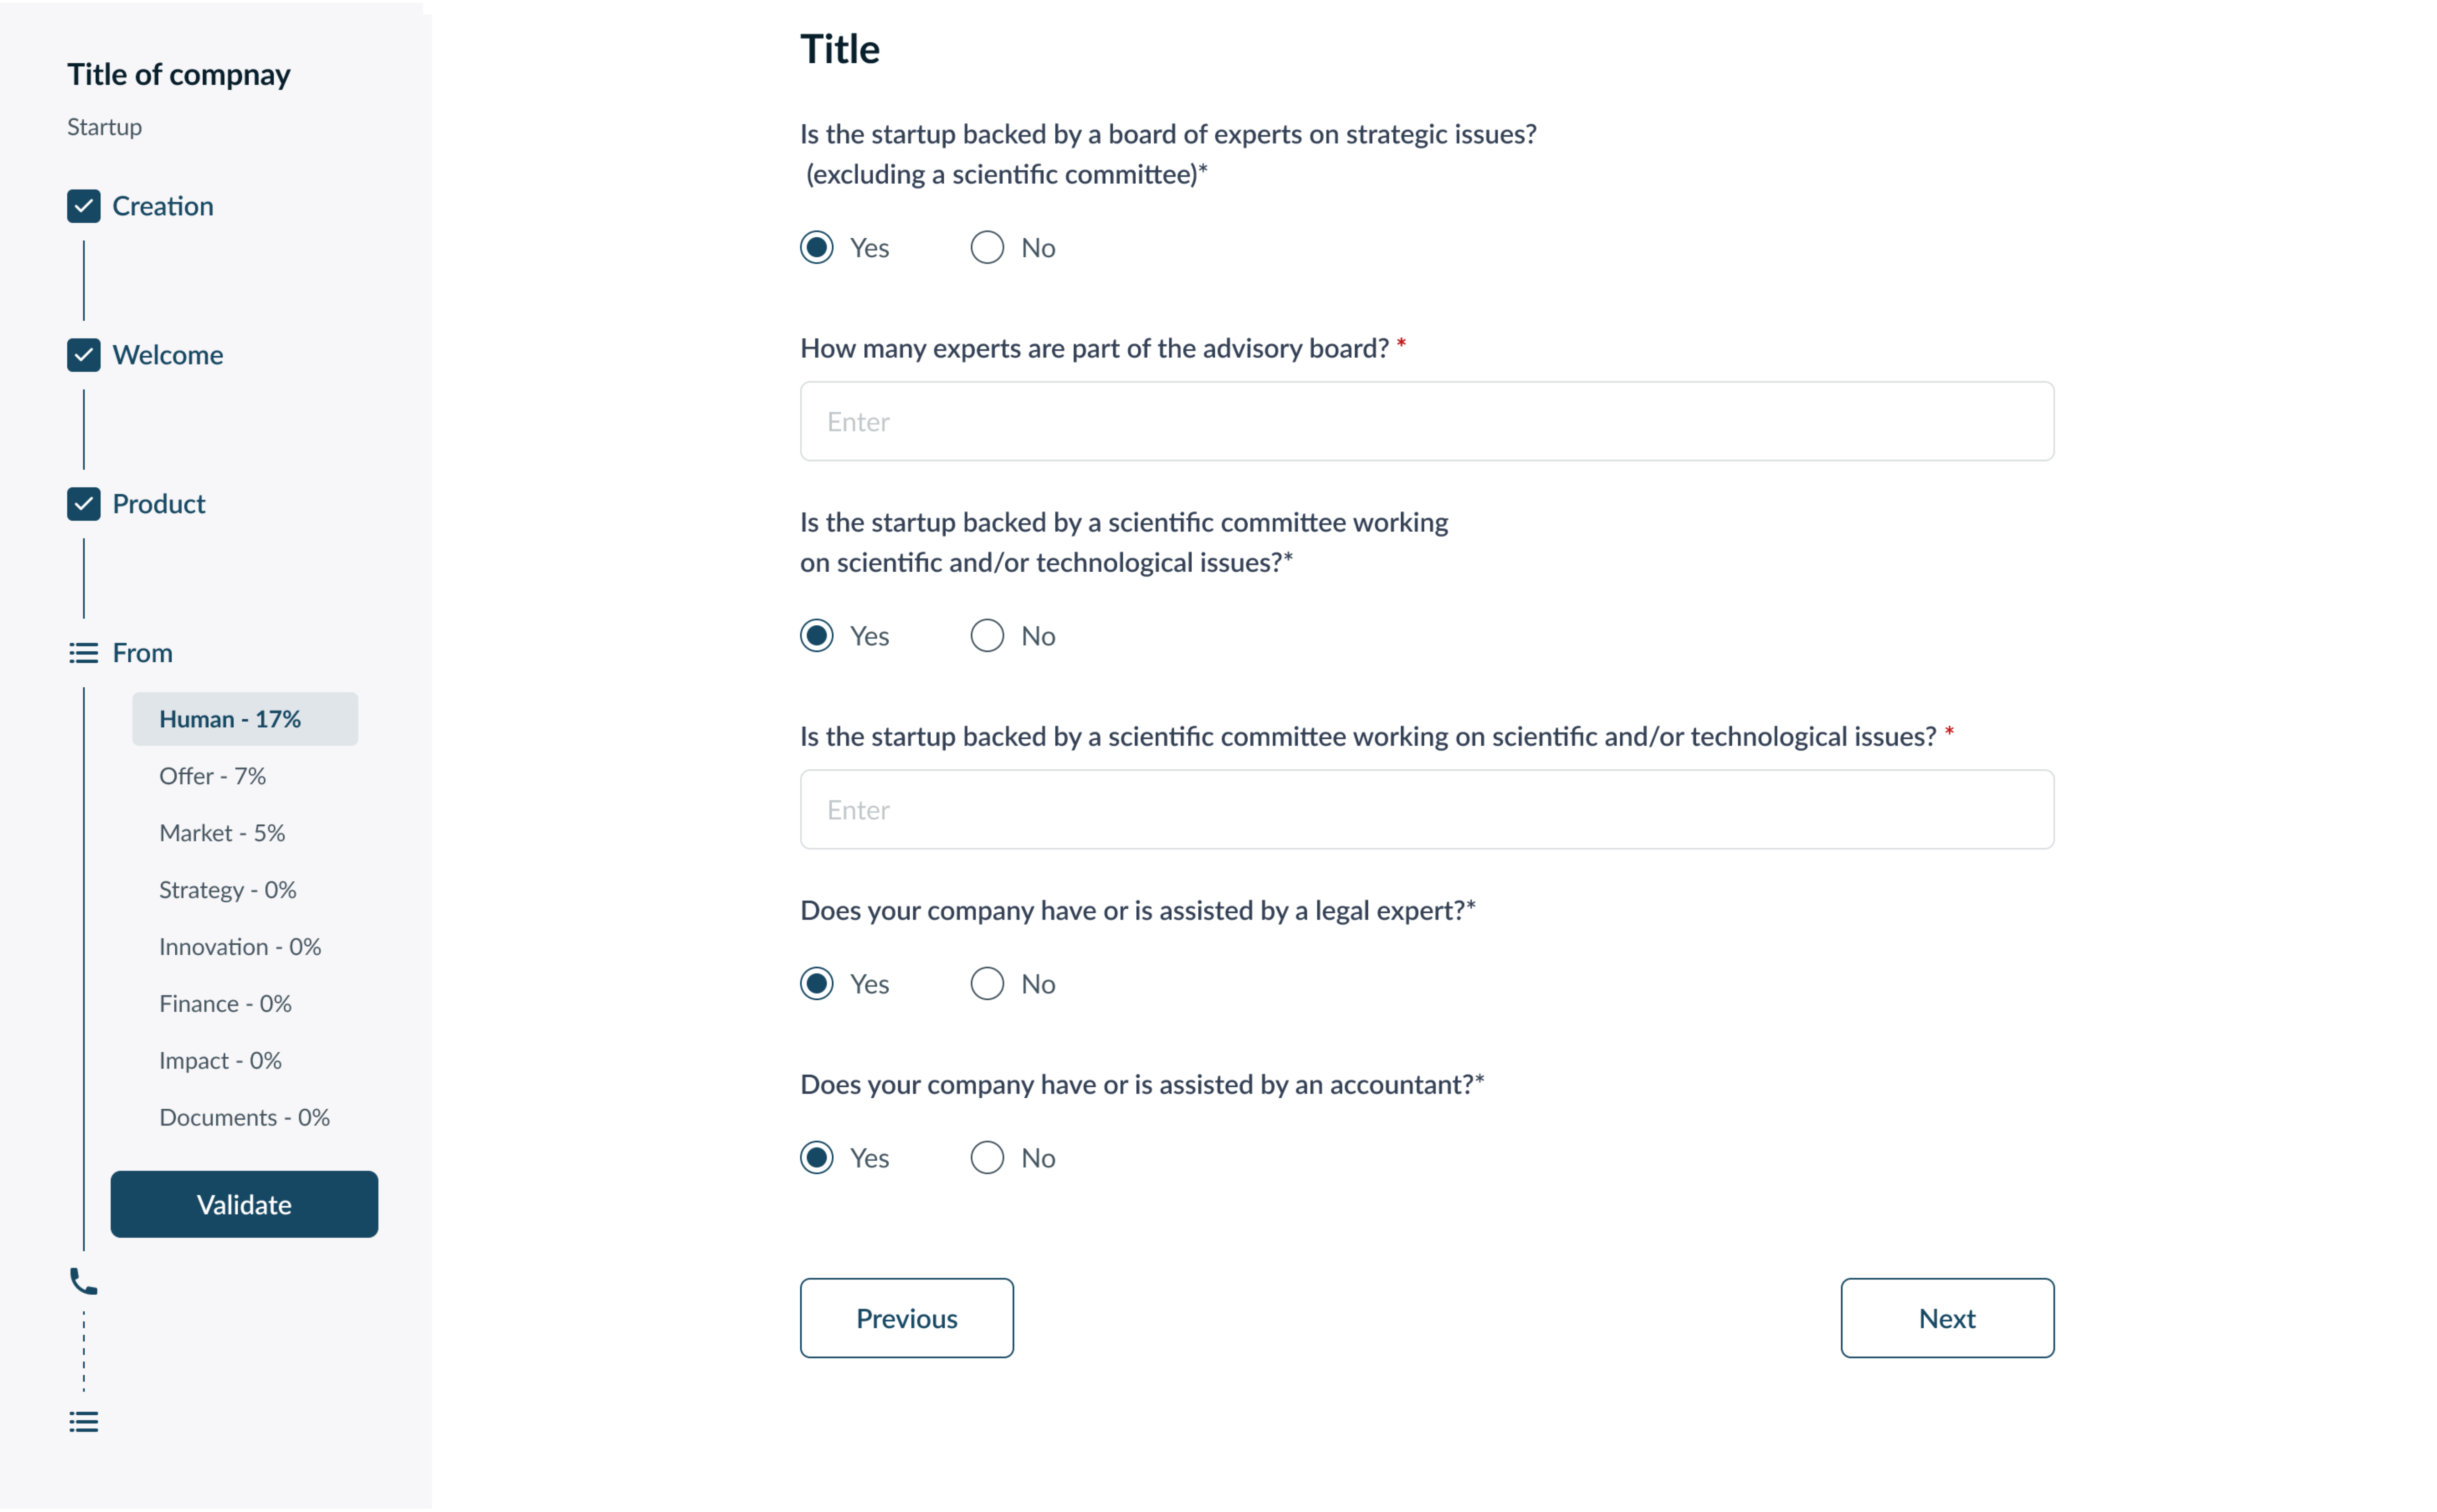 Title of compnay
Startup
Creation
Welcome
Product
From
Human - 17%
Offer - 7%
Market - 5%
Strategy - 0%
Innovation - 0%
Finance - 0%
Impact - 0%
Documents - 0%
Validate
Title
Is the startup backed by a board of experts on strategic issues?
(excluding a scientific committee)*
Yes No
How many experts are part of the advisory board? *
Enter
Is the startup backed by a scientific committee working
on scientific and/or technological issues?*
Yes No
Is the startup backed by a scientific committee working on scientific and/or technological issues? *
Enter
Does your company have or is assisted by a legal expert?*
Yes No
Does your company have or is assisted by an accountant?*
Yes No
Previous Next